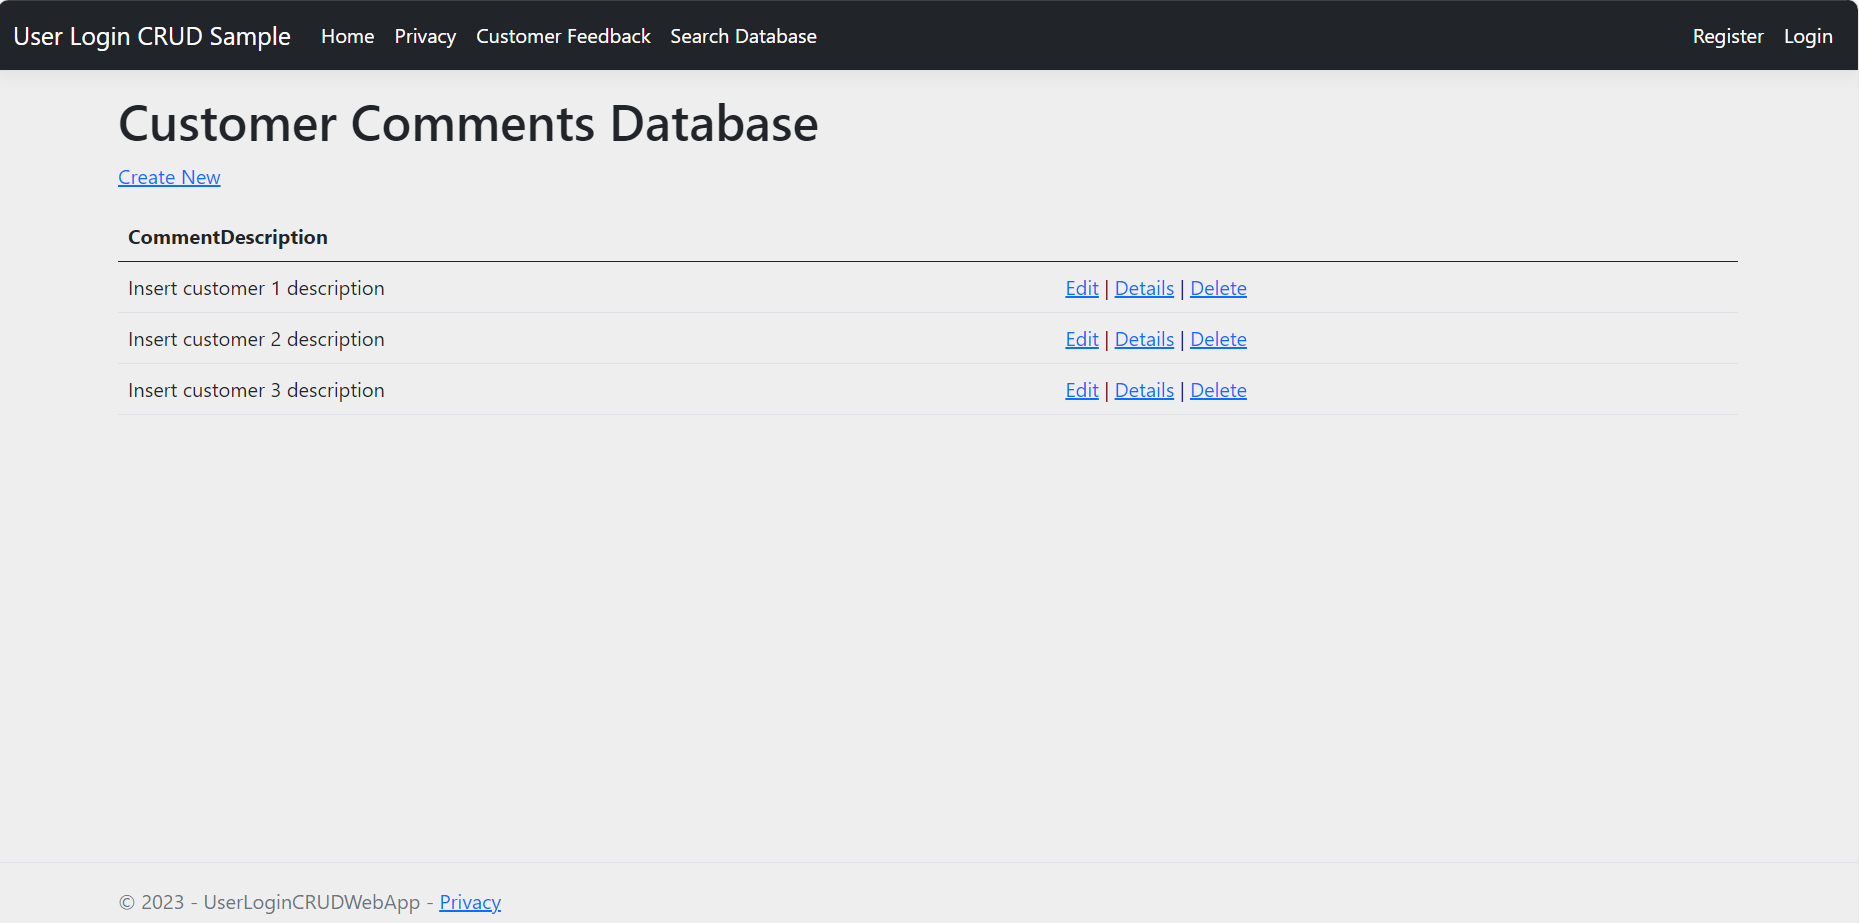 User Login CRUD Sample Home Privacy Customer Feedback Search Database Register Login
Customer Comments Database
Create New
CommentDescription
Insert customer 1 description Edit | Details | Delete
Insert customer 2 description Edit | Details | Delete
Insert customer 3 description Edit | Details | Delete
© 2023 - UserLoginCRUDWebApp - Privacy